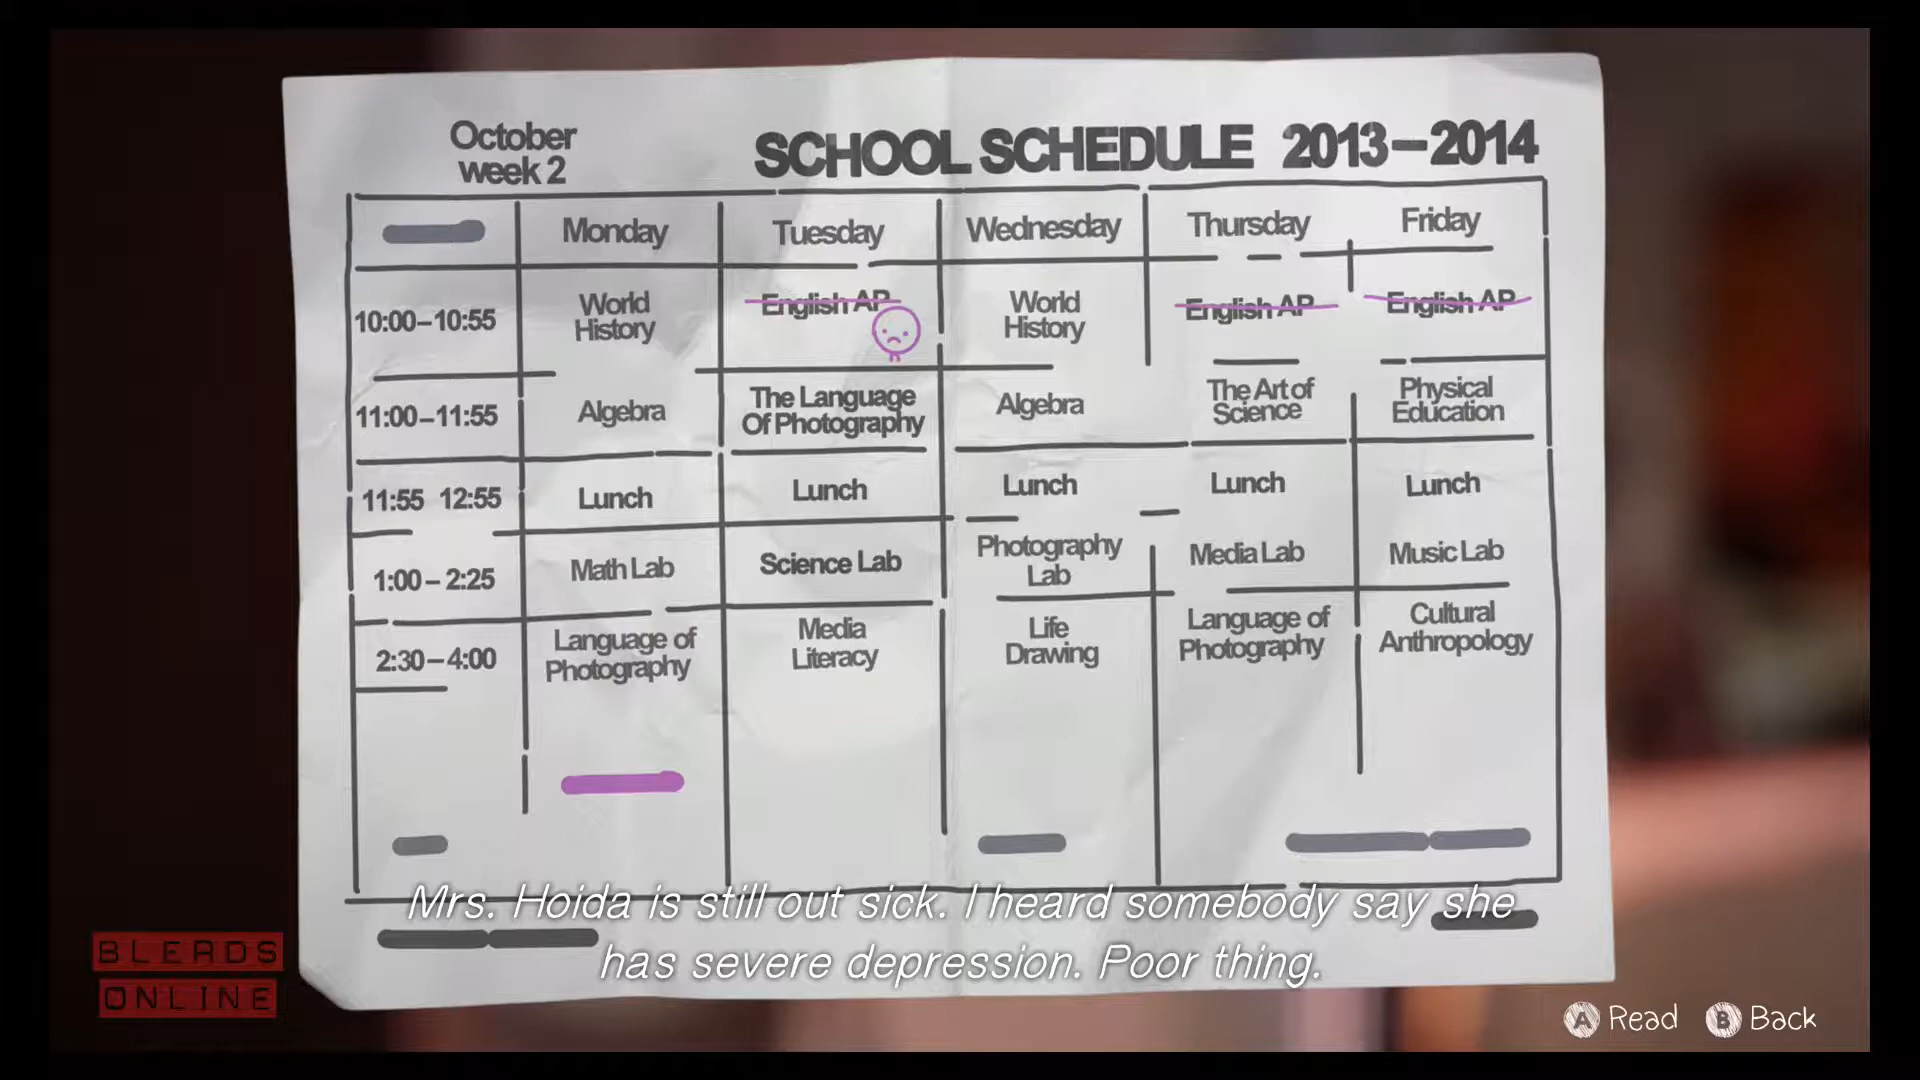 October
week 2
SCHOOL SCHEDULE 2013-2014
Monday Tuesday Wednesday Thursday Friday
10:00-10:55
World
History
English AP
World
History
English AP
English AP
11:00-11:55
Algebra
The Language
Of Photography
Algebra
The Art of
Science
Physical
Education
11:55 12:55
Lunch
Lunch
Lunch
Lunch
Lunch
1:00-2:25
Math Lab
Science Lab
Photography
Lab
Media Lab
Music Lab
2:30-4:00
Language of
Photography
Media
Literacy
Life
Drawing
Language of
Photography
Cultural
Anthropology
Mrs. Hoida is still out sick. I heard somebody say she
has severe depression. Poor thing.
BLERDS
ONLINE
A Read B Back